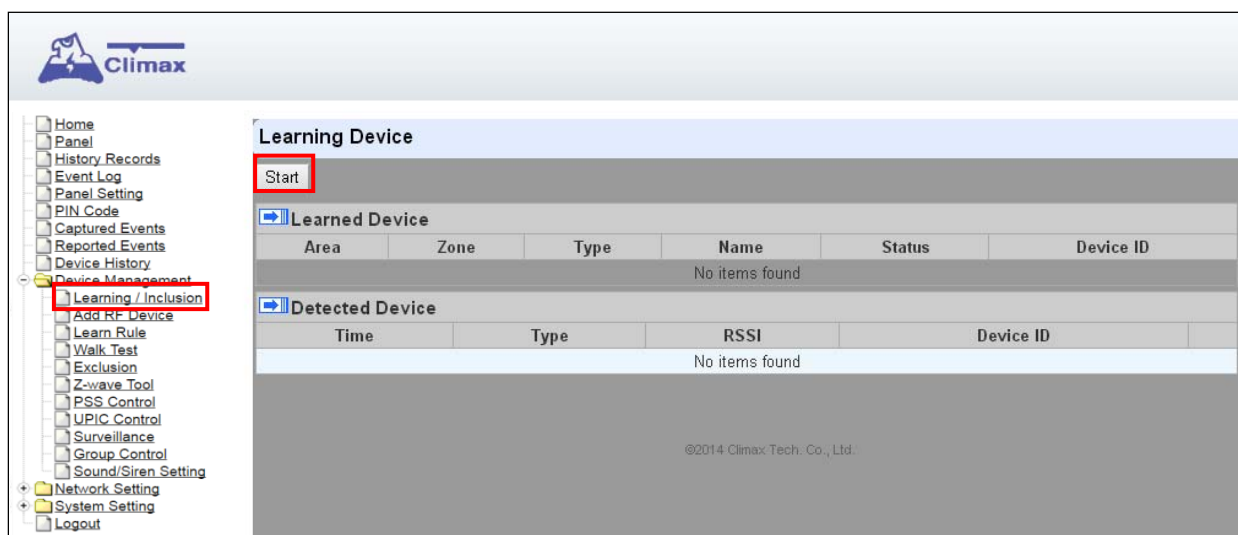 Climax
Home
Panel
History Records
Event Log
Panel Setting
PIN Code
Captured Events
Reported Events
Device History
Device Management
Learning / Inclusion
Add RF Device
Learn Rule
Walk Test
Exclusion
Z-wave Tool
PSS Control
UPIC Control
Surveillance
Group Control
Sound/Siren Setting
Network Setting
System Setting
Logout
Learning Device
Start
Learned Device
Area Zone Type Name Status Device ID
No items found
Detected Device
Time Type RSSI Device ID
No items found
©2014 Climax Tech. Co., Ltd.